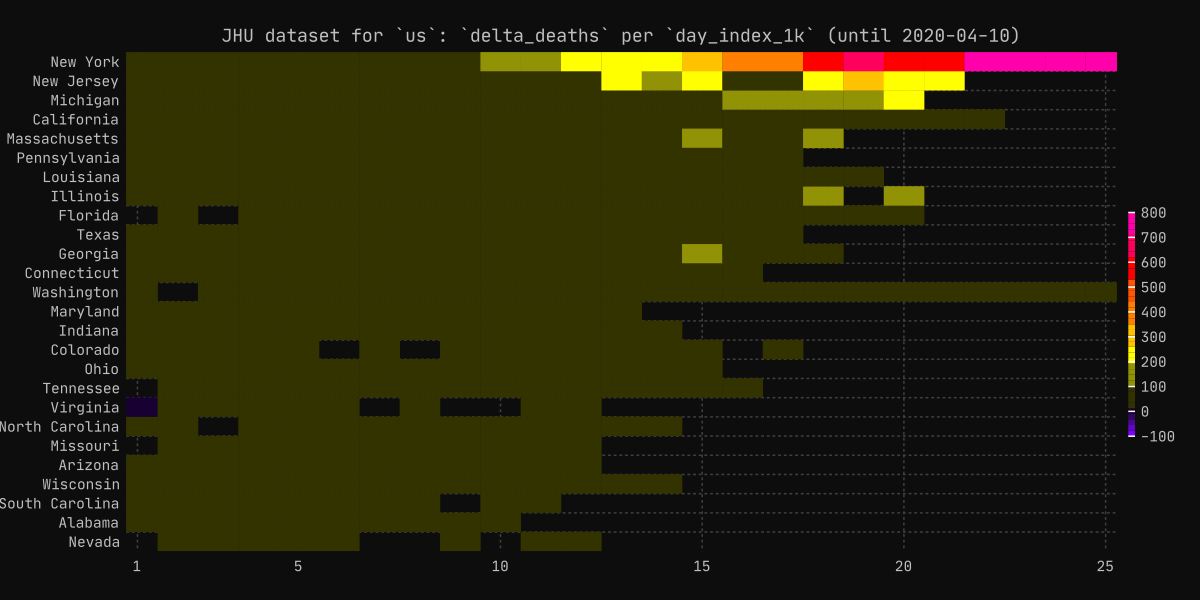 JHU dataset for `us`: `delta_deaths` per `day_index_1k` (until 2020-04-10)
New York
New Jersey
Michigan
California
Massachusetts
Pennsylvania
Louisiana
Illinois
Florida
Texas
Georgia
Connecticut
Washington
Maryland
Indiana
Colorado
Ohio
Tennessee
Virginia
North Carolina
Missouri
Arizona
Wisconsin
South Carolina
Alabama
Nevada
1 5 10 15 20 25
800
700
600
500
400
300
200
100
0
-100